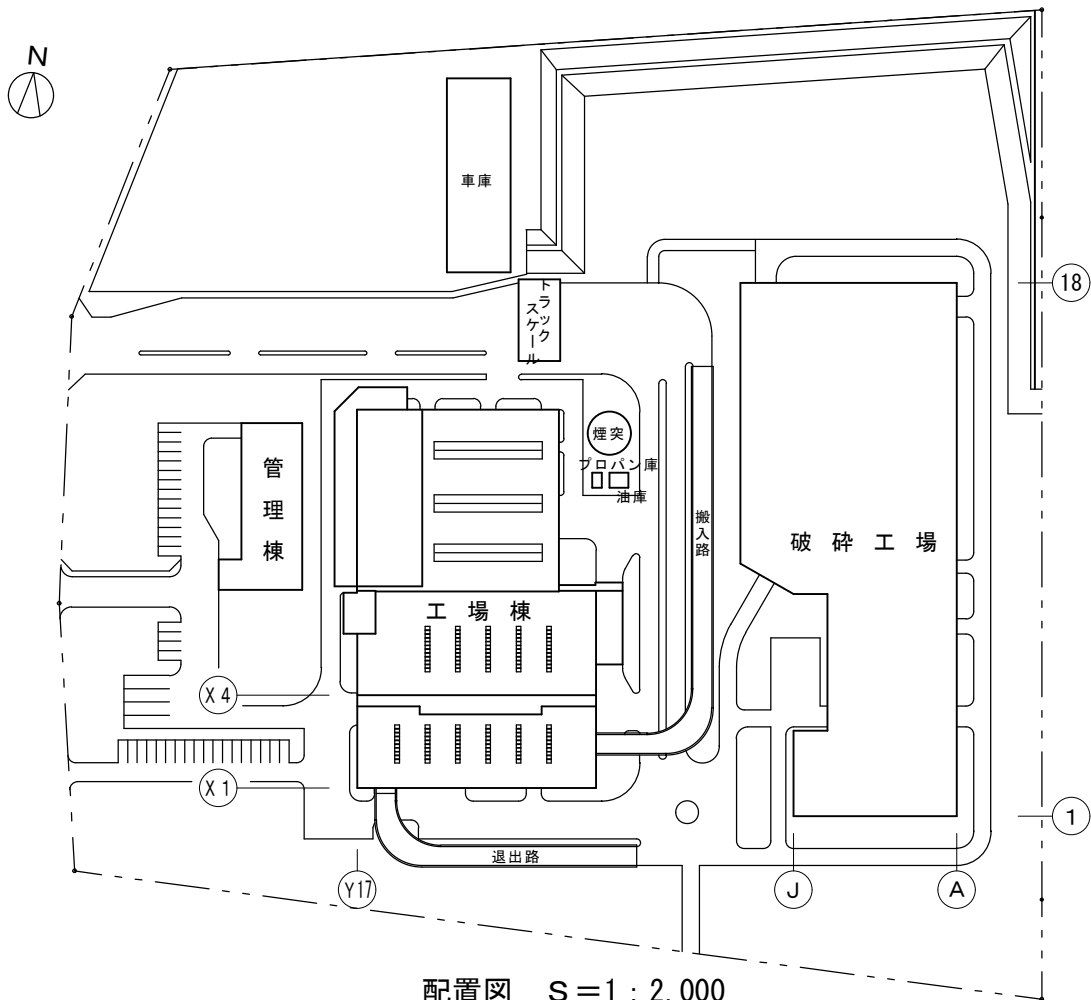 N
車庫
トラック
スケール
18
煙突
プロパン庫
油庫
管理棟
搬入路
破砕工場
工場棟
X4
X1
1
退出路
Y17
J
A
配置図 S=1:2,000